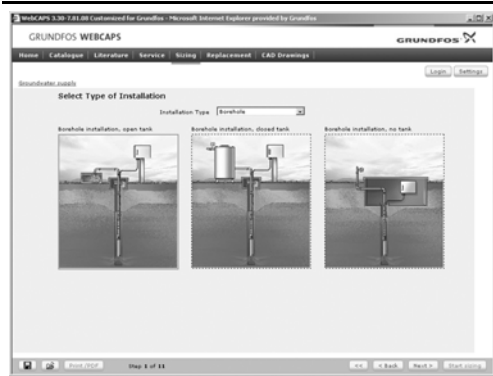 WebCAPS 3.30-7.01.08 Customized for Grundfos - Microsoft Internet Explorer provided by Grundfos
GRUNDFOS WEBCAPS
GRUNDFOS
Home Catalogue Literature Service Sizing Replacement CAD Drawings
Login Settings
Groundwater supply
Select Type of Installation
Installation Type Borehole
Borehole installation, open tank Borehole installation, closed tank Borehole installation, no tank
Print/PDF Step 1 of 11 << < Back Next > Start sizing